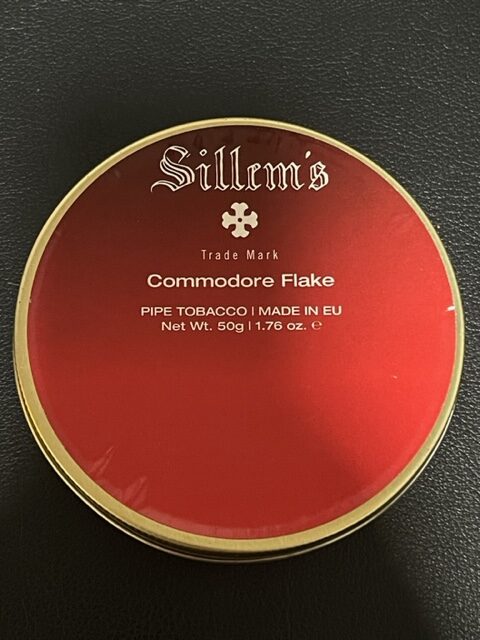 Sillem's
Trade Mark
Commodore Flake
PIPE TOBACCO | MADE IN EU
Net Wt. 50g | 1.76 oz. ℮